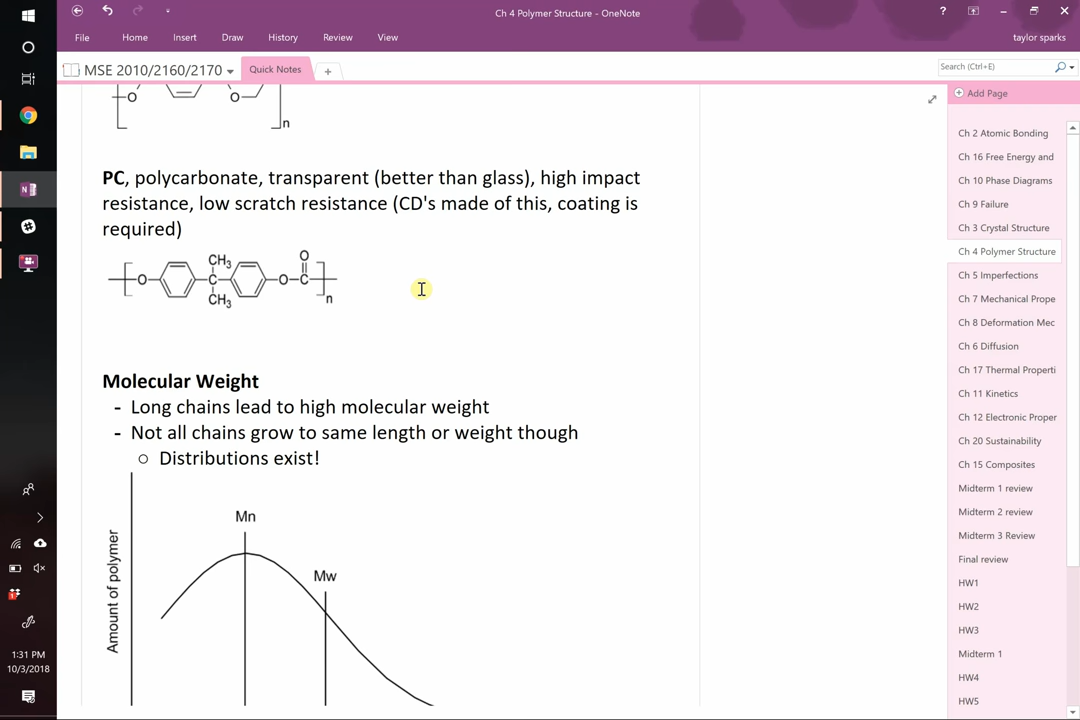 Ch 4 Polymer Structure - OneNote
?
File Home Insert Draw History Review View
taylor sparks
MSE 2010/2160/2170
Quick Notes
+
Search (Ctrl+E)
O
O
n
PC, polycarbonate, transparent (better than glass), high impact
resistance, low scratch resistance (CD's made of this, coating is
required)
O
CH3
C
CH3
O
C
O
n
Molecular Weight
- Long chains lead to high molecular weight
- Not all chains grow to same length or weight though
○ Distributions exist!
Mn
Mw
Amount of polymer
Add Page
Ch 2 Atomic Bonding
Ch 16 Free Energy and
Ch 10 Phase Diagrams
Ch 9 Failure
Ch 3 Crystal Structure
Ch 4 Polymer Structure
Ch 5 Imperfections
Ch 7 Mechanical Prope
Ch 8 Deformation Mec
Ch 6 Diffusion
Ch 17 Thermal Properti
Ch 11 Kinetics
Ch 12 Electronic Proper
Ch 20 Sustainability
Ch 15 Composites
Midterm 1 review
Midterm 2 review
Midterm 3 Review
Final review
HW1
HW2
HW3
Midterm 1
HW4
HW5
N
1:31 PM
10/3/2018